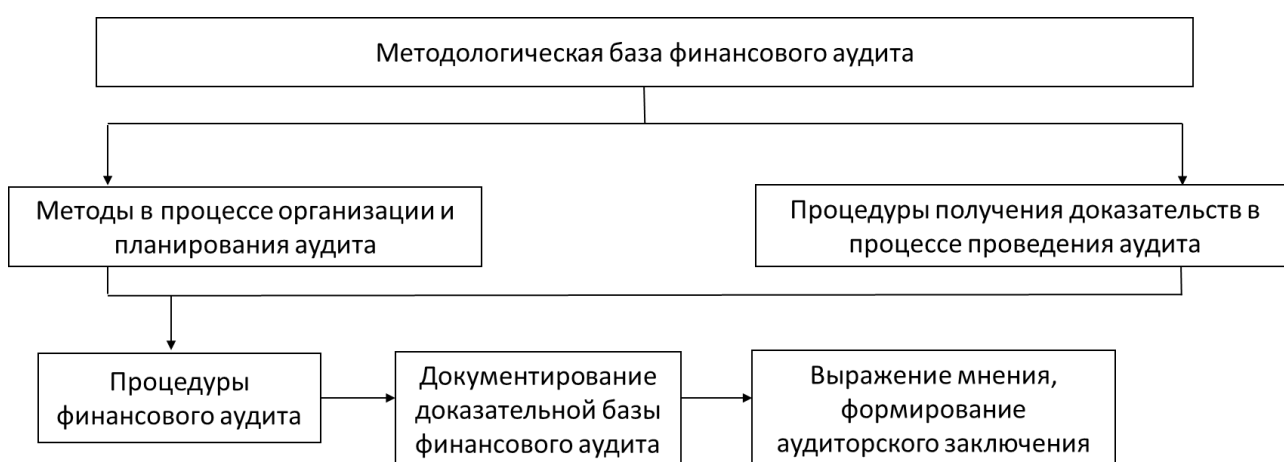 Методологическая база финансового аудита
Методы в процессе организации и
планирования аудита
Процедуры получения доказательств в
процессе проведения аудита
Процедуры
финансового аудита
Документирование
доказательной базы
финансового аудита
Выражение мнения,
формирование
аудиторского заключения